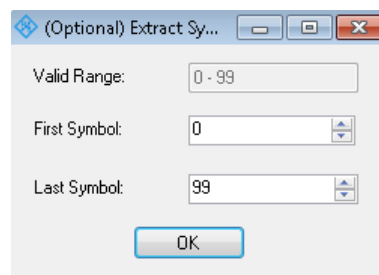 (Optional) Extract Sy...
Valid Range: 0 - 99
First Symbol: 0
Last Symbol: 99
OK